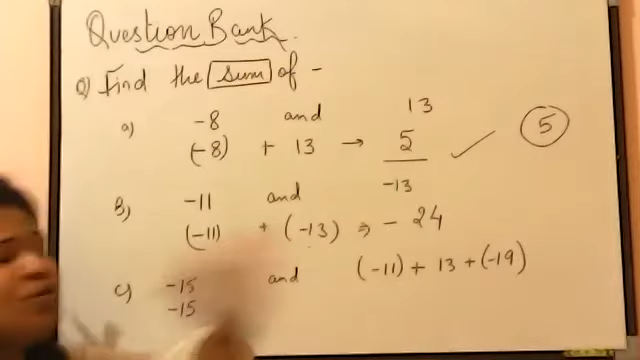 Question Bank
Q) Find the sum of -
a) -8 and 13
(-8) + 13 → 5 ✓ 5
B) -11 and -13
(-11) + (-13) ⇒ - 24
c) -15 and (-11) + 13 + (-19)
-15